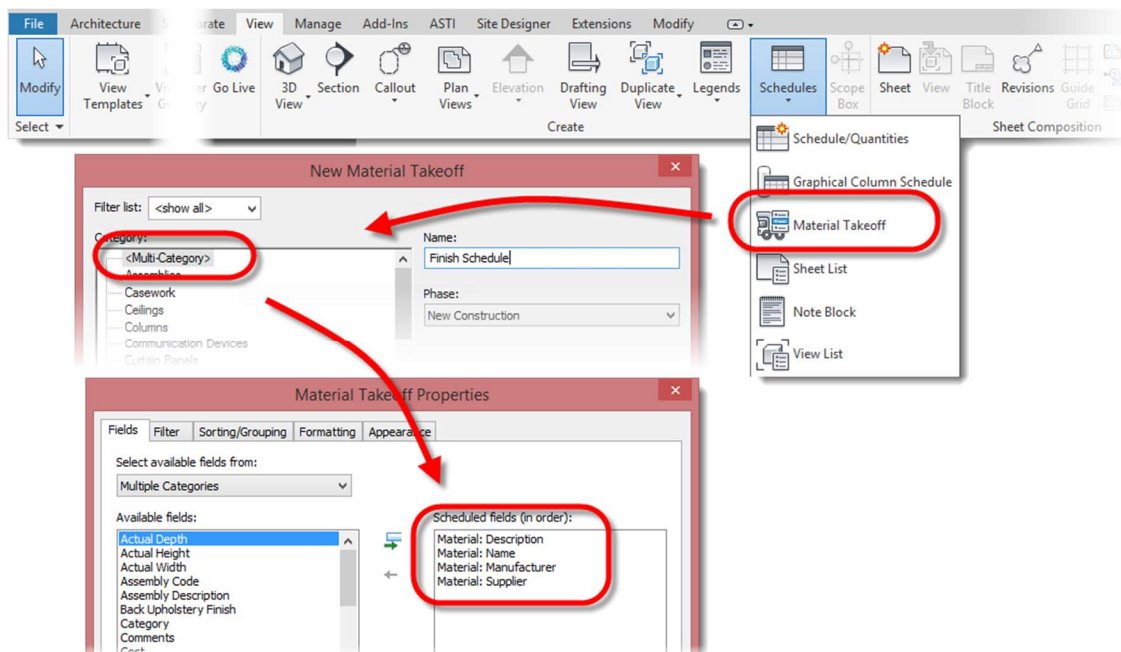 File Architecture rate View Manage Add-Ins ASTI Site Designer Extensions Modify
Modify View Templates Go Live 3D View Section Callout Plan Views Elevation Drafting View Duplicate View Legends Schedules Scope Box Sheet View Title Block Revisions Guide Grid
Select Create Sheet Composition
Schedule/Quantities
Graphical Column Schedule
Material Takeoff
Sheet List
Note Block
View List
New Material Takeoff
Filter list: <show all>
Category:
<Multi-Category>
Assemblies
Casework
Ceilings
Columns
Communication Devices
Curtain Panels
Name:
Finish Schedule
Phase:
New Construction
Material Takeoff Properties
Fields Filter Sorting/Grouping Formatting Appearance
Select available fields from:
Multiple Categories
Available fields:
Actual Depth
Actual Height
Actual Width
Assembly Code
Assembly Description
Back Upholstery Finish
Category
Comments
Cost
Scheduled fields (in order):
Material: Description
Material: Name
Material: Manufacturer
Material: Supplier